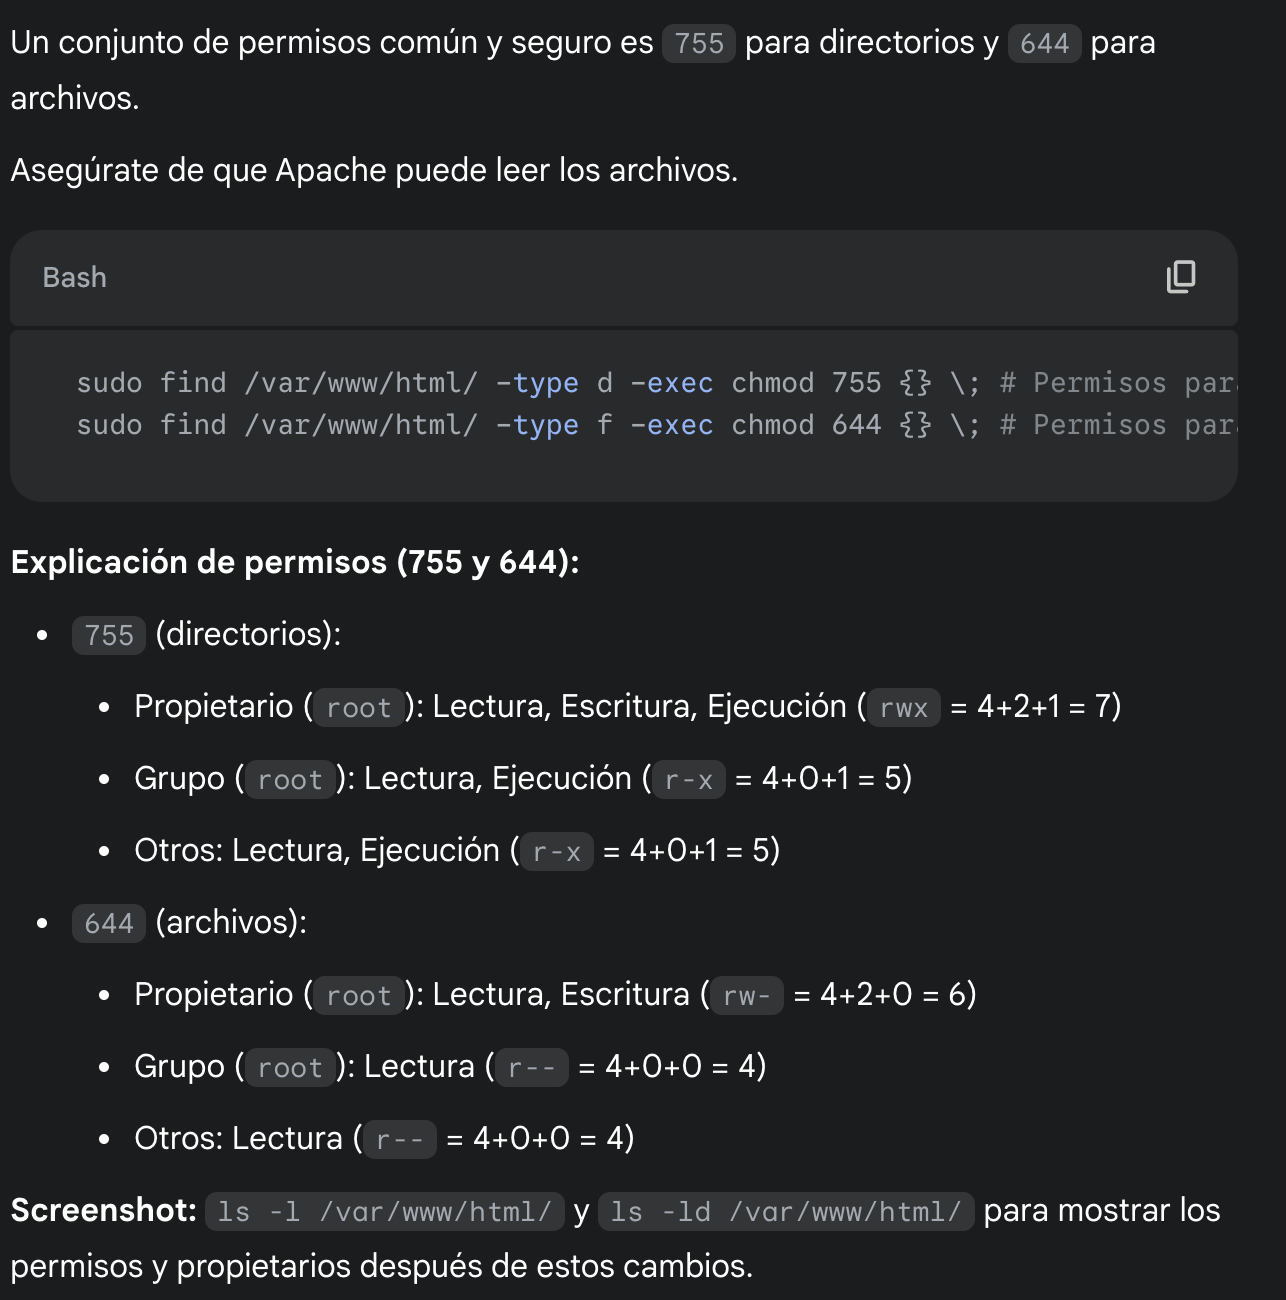 Un conjunto de permisos común y seguro es 755 para directorios y 644 para
archivos.
Asegúrate de que Apache puede leer los archivos.
Bash
sudo find /var/www/html/ -type d -exec chmod 755 {} \; # Permisos par
sudo find /var/www/html/ -type f -exec chmod 644 {} \; # Permisos par
Explicación de permisos (755 y 644):
• 755 (directorios):
• Propietario (root): Lectura, Escritura, Ejecución (rwx = 4+2+1 = 7)
• Grupo (root): Lectura, Ejecución (r-x = 4+0+1 = 5)
• Otros: Lectura, Ejecución (r-x = 4+0+1 = 5)
• 644 (archivos):
• Propietario (root): Lectura, Escritura (rw- = 4+2+0 = 6)
• Grupo (root): Lectura (r-- = 4+0+0 = 4)
• Otros: Lectura (r-- = 4+0+0 = 4)
Screenshot: ls -l /var/www/html/ y ls -ld /var/www/html/ para mostrar los
permisos y propietarios después de estos cambios.